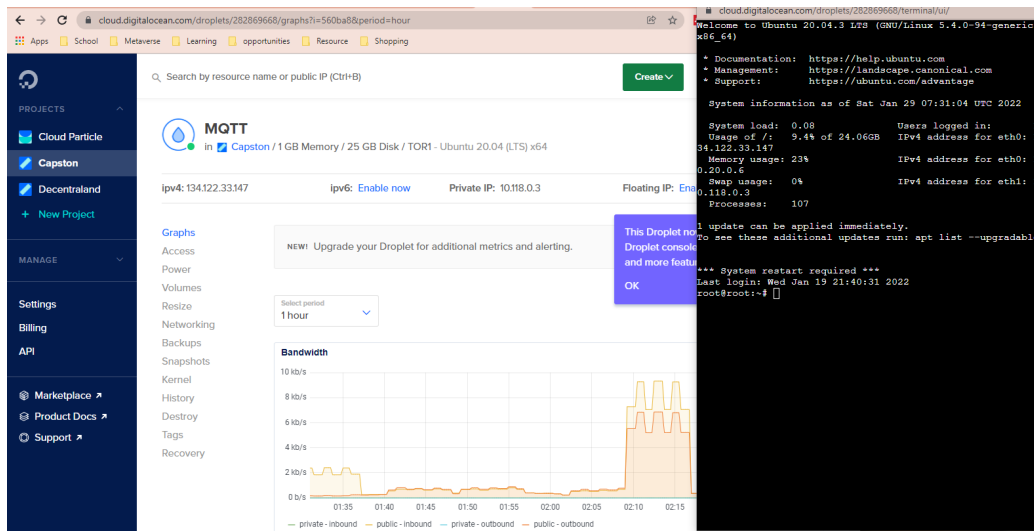 cloud.digitalocean.com/droplets/282869668/graphs?i=560ba8&period=hour
Apps School Metaverse Learning opportunities Resource Shopping
PROJECTS
Cloud Particle
Capston
Decentraland
+ New Project
MANAGE
Settings
Billing
API
Marketplace
Product Docs
Support
Search by resource name or public IP (Ctrl+B)
Create
MQTT
in Capston / 1 GB Memory / 25 GB Disk / TOR1 - Ubuntu 20.04 (LTS) x64
ipv4: 134.122.33.147 ipv6: Enable now Private IP: 10.118.0.3 Floating IP: Ena
Graphs
Access
Power
Volumes
Resize
Networking
Backups
Snapshots
Kernel
History
Destroy
Tags
Recovery
NEW! Upgrade your Droplet for additional metrics and alerting.
This Droplet no
Droplet console
and more featu
OK
Select period
1 hour
Bandwidth
10 kb/s
8 kb/s
6 kb/s
4 kb/s
2 kb/s
0 b/s
01:35 01:40 01:45 01:50 01:55 02:00 02:05 02:10 02:15
private - inbound public - inbound private - outbound public - outbound
cloud.digitalocean.com/droplets/282869668/terminal/ui/
Welcome to Ubuntu 20.04.3 LTS (GNU/Linux 5.4.0-94-generic
x86_64)
* Documentation: https://help.ubuntu.com
* Management: https://landscape.canonical.com
* Support: https://ubuntu.com/advantage
System information as of Sat Jan 29 07:31:04 UTC 2022
System load: 0.08 Users logged in:
Usage of /: 9.4% of 24.06GB IPv4 address for eth0:
34.122.33.147
Memory usage: 23% IPv4 address for eth0:
0.20.0.6
Swap usage: 0% IPv4 address for eth1:
0.118.0.3
Processes: 107
1 update can be applied immediately.
To see these additional updates run: apt list --upgradabl
*** System restart required ***
Last login: Wed Jan 19 21:40:31 2022
root@root:~#